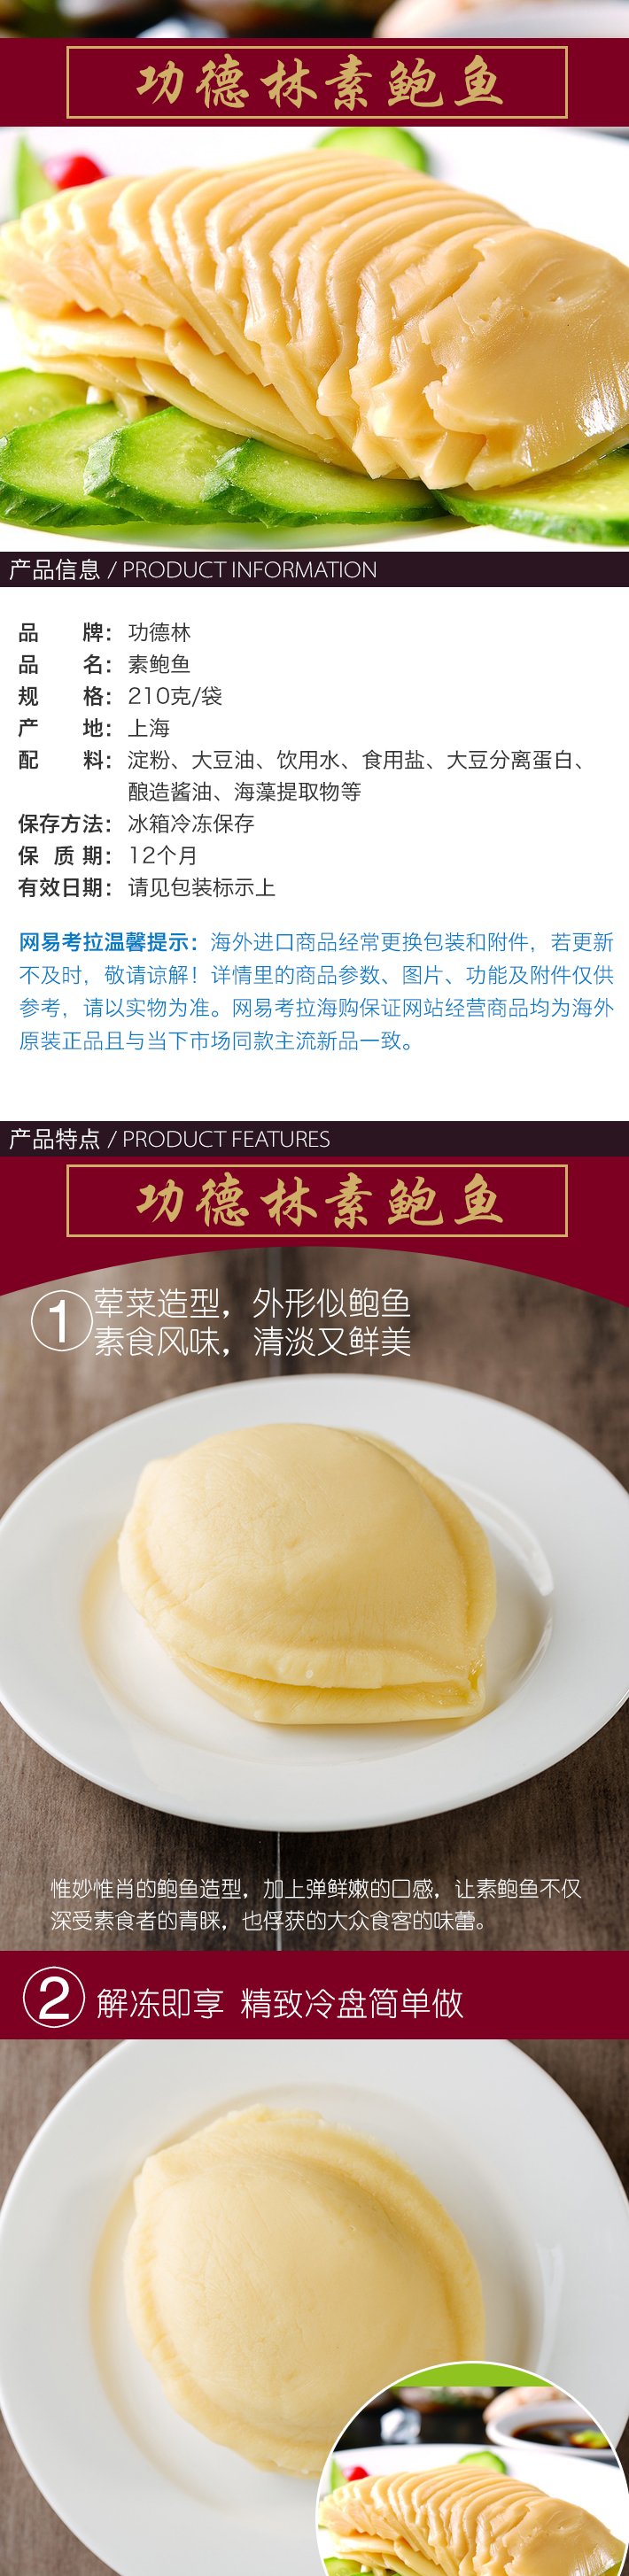 功德林素鲍鱼
产品信息 / PRODUCT INFORMATION
品 牌：功德林
品 名：素鲍鱼
规 格：210克/袋
产 地：上海
配 料：淀粉、大豆油、饮用水、食用盐、大豆分离蛋白、
酿造酱油、海藻提取物等
保存方法：冰箱冷冻保存
保 质 期：12个月
有效日期：请见包装标示上
网易考拉温馨提示：海外进口商品经常更换包装和附件，若更新
不及时，敬请谅解！详情里的商品参数、图片、功能及附件仅供
参考，请以实物为准。网易考拉海购保证网站经营商品均为海外
原装正品且与当下市场同款主流新品一致。
产品特点 / PRODUCT FEATURES
功德林素鲍鱼
1 荤菜造型，外形似鲍鱼
素食风味，清淡又鲜美
惟妙惟肖的鲍鱼造型，加上弹鲜嫩的口感，让素鲍鱼不仅
深受素食者的青睐，也俘获的大众食客的味蕾。
2 解冻即享 精致冷盘简单做